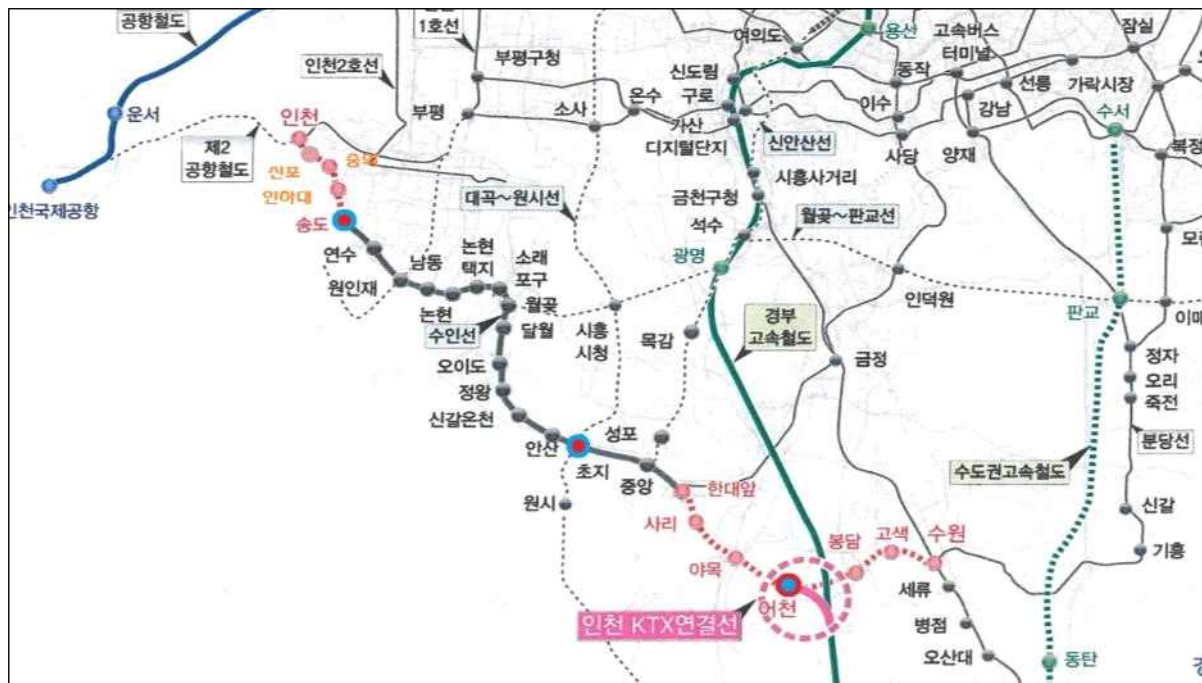 공항철도
1호선
인천2호선
부평구청
여의도
용산
고속버스
터미널
잠실
운서
인천
제2
공항철도
신포
숭의
인하대
송도
인천국제공항
부평
소사
온수
신도림
구로
가산
디지털단지
신안산선
동작
이수
사당
강남
양재
선릉
가락시장
수서
복정
대곡~원시선
시흥사거리
금천구청
석수
월곶~판교선
광명
연수
원인재
남동
논현
논현
택지
소래
포구
월곶
수인선
달월
오이도
정왕
신길온천
안산
초지
시흥
시청
목감
성포
중앙
원시
경부
고속철도
인덕원
금정
판교
이매
정자
오리
죽전
분당선
수도권고속철도
신갈
기흥
한대앞
사리
야목
어천
봉담
고색
수원
세류
병점
오산대
동탄
인천 KTX연결선